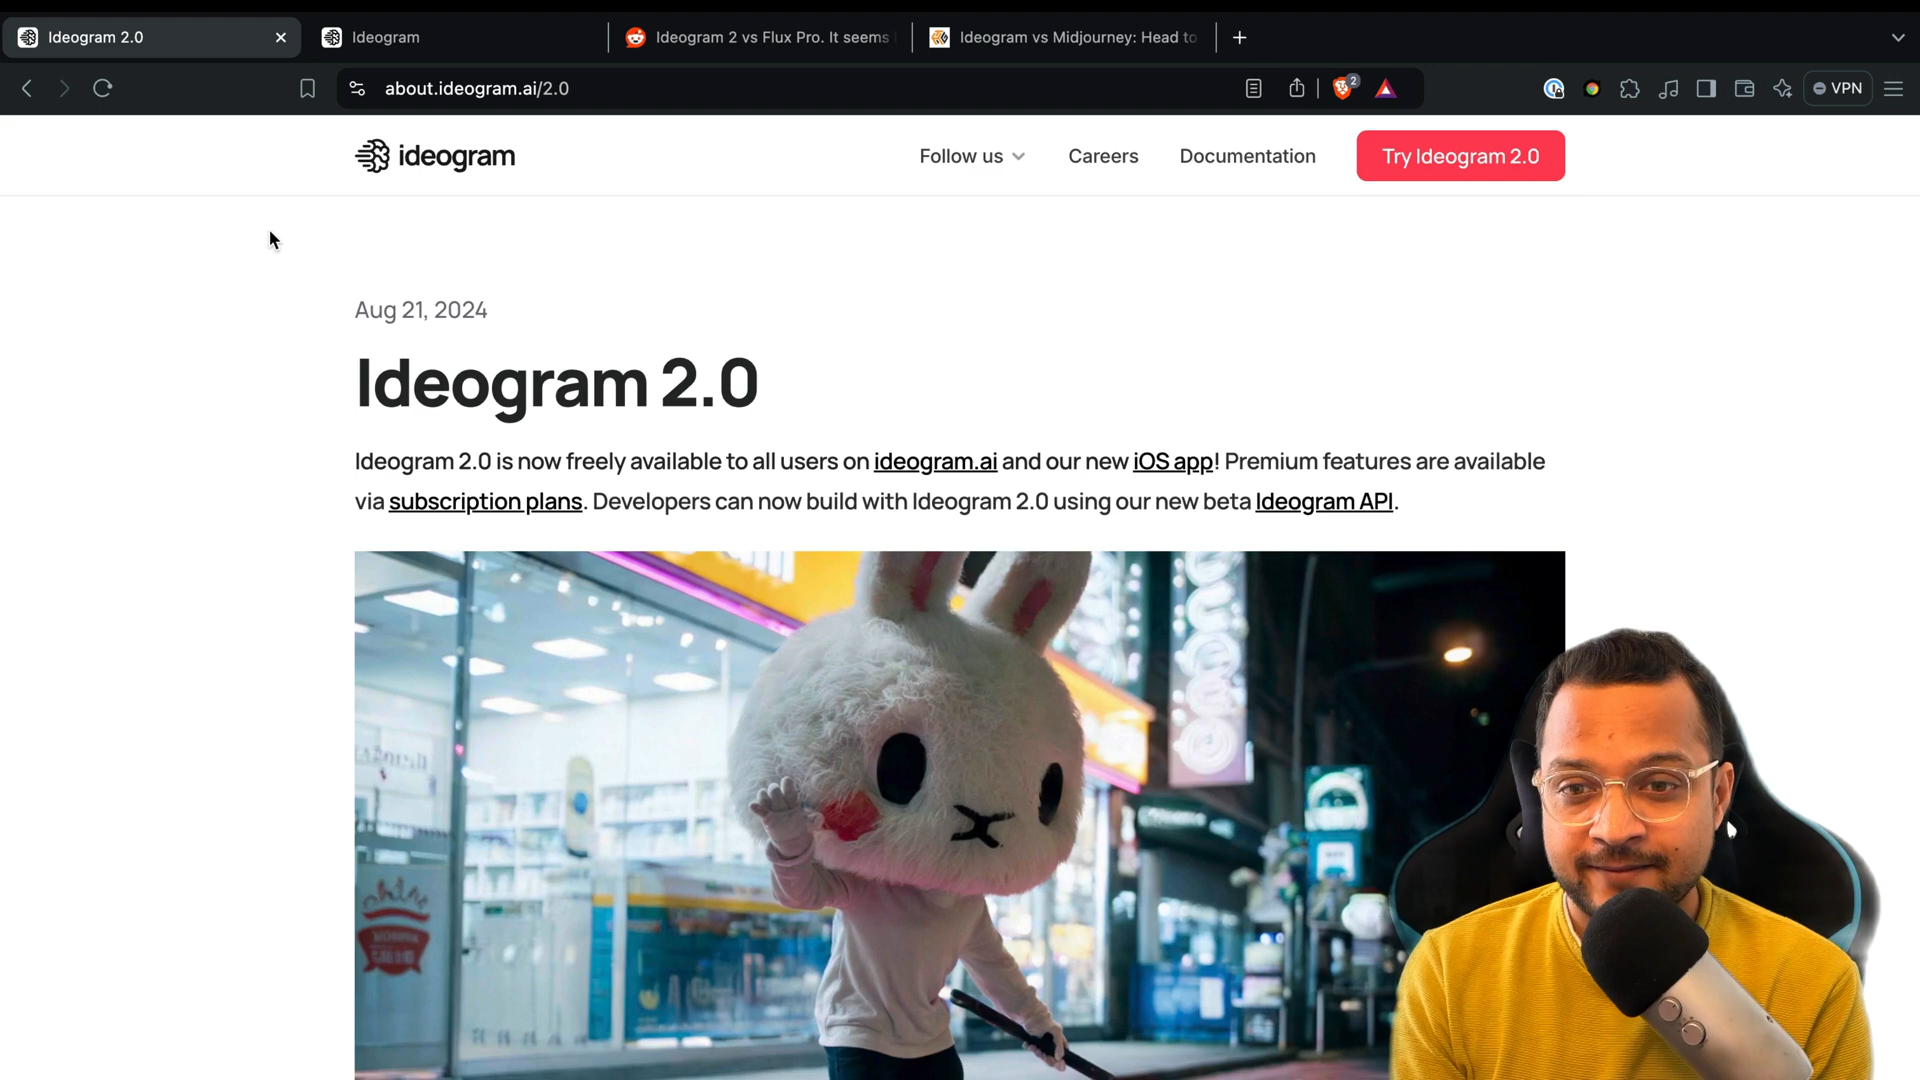 Ideogram 2.0
Ideogram
Ideogram 2 vs Flux Pro. It seems
Ideogram vs Midjourney: Head to
about.ideogram.ai/2.0
2
VPN
ideogram
Follow us
Careers
Documentation
Try Ideogram 2.0
Aug 21, 2024
Ideogram 2.0
Ideogram 2.0 is now freely available to all users on ideogram.ai and our new iOS app! Premium features are available
via subscription plans. Developers can now build with Ideogram 2.0 using our new beta Ideogram API.